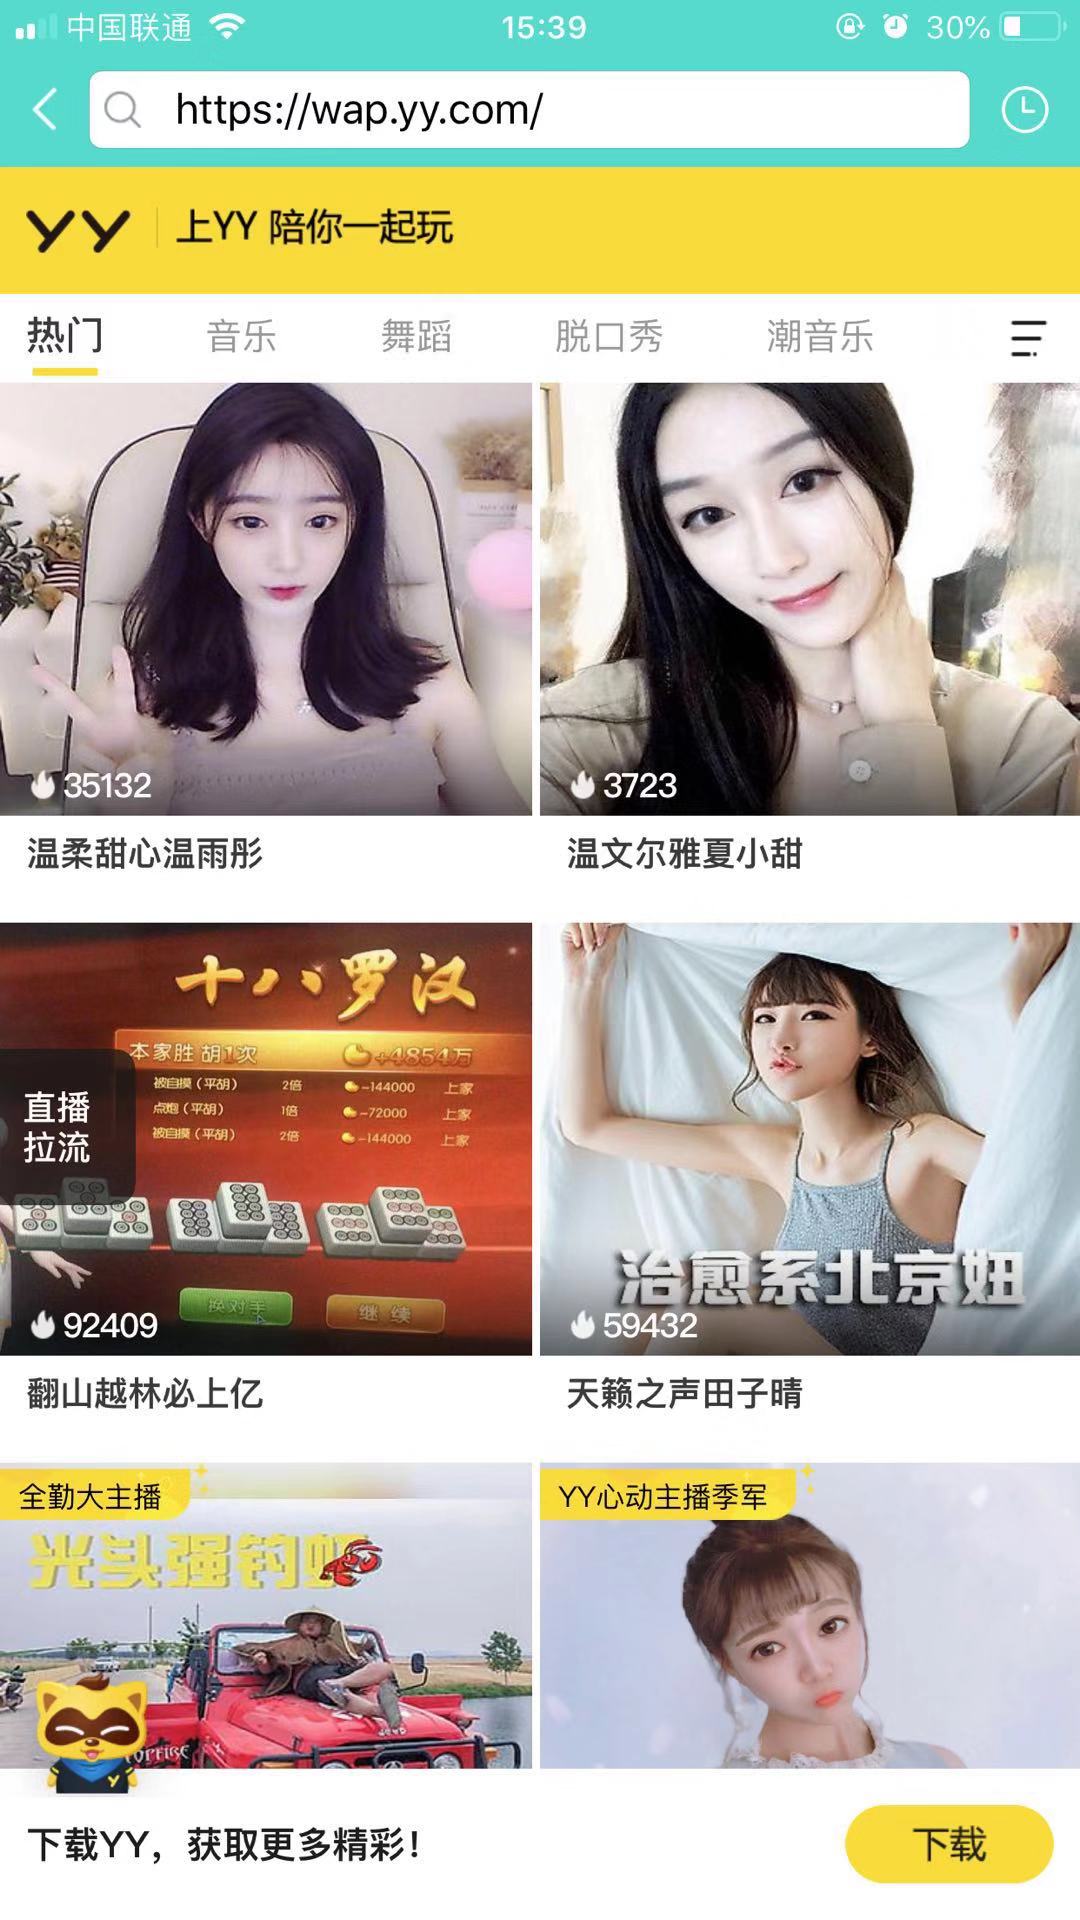 中国联通
15:39
30%
https://wap.yy.com/
YY
上YY 陪你一起玩
热门
音乐
舞蹈
脱口秀
潮音乐
35132
3723
温柔甜心温雨彤
温文尔雅夏小甜
十八罗汉
本家胜 胡1次
+4854万
被自摸（平胡）
2倍
-144000
上家
点炮（平胡）
1倍
-72000
上家
被自摸（平胡）
2倍
-144000
上家
直播
拉流
换对手
继续
92409
治愈系北京妞
59432
翻山越林必上亿
天籁之声田子晴
全勤大主播
YY心动主播季军
光头强钓虾
Jeep
TOPFIRE
下载YY，获取更多精彩！
下载